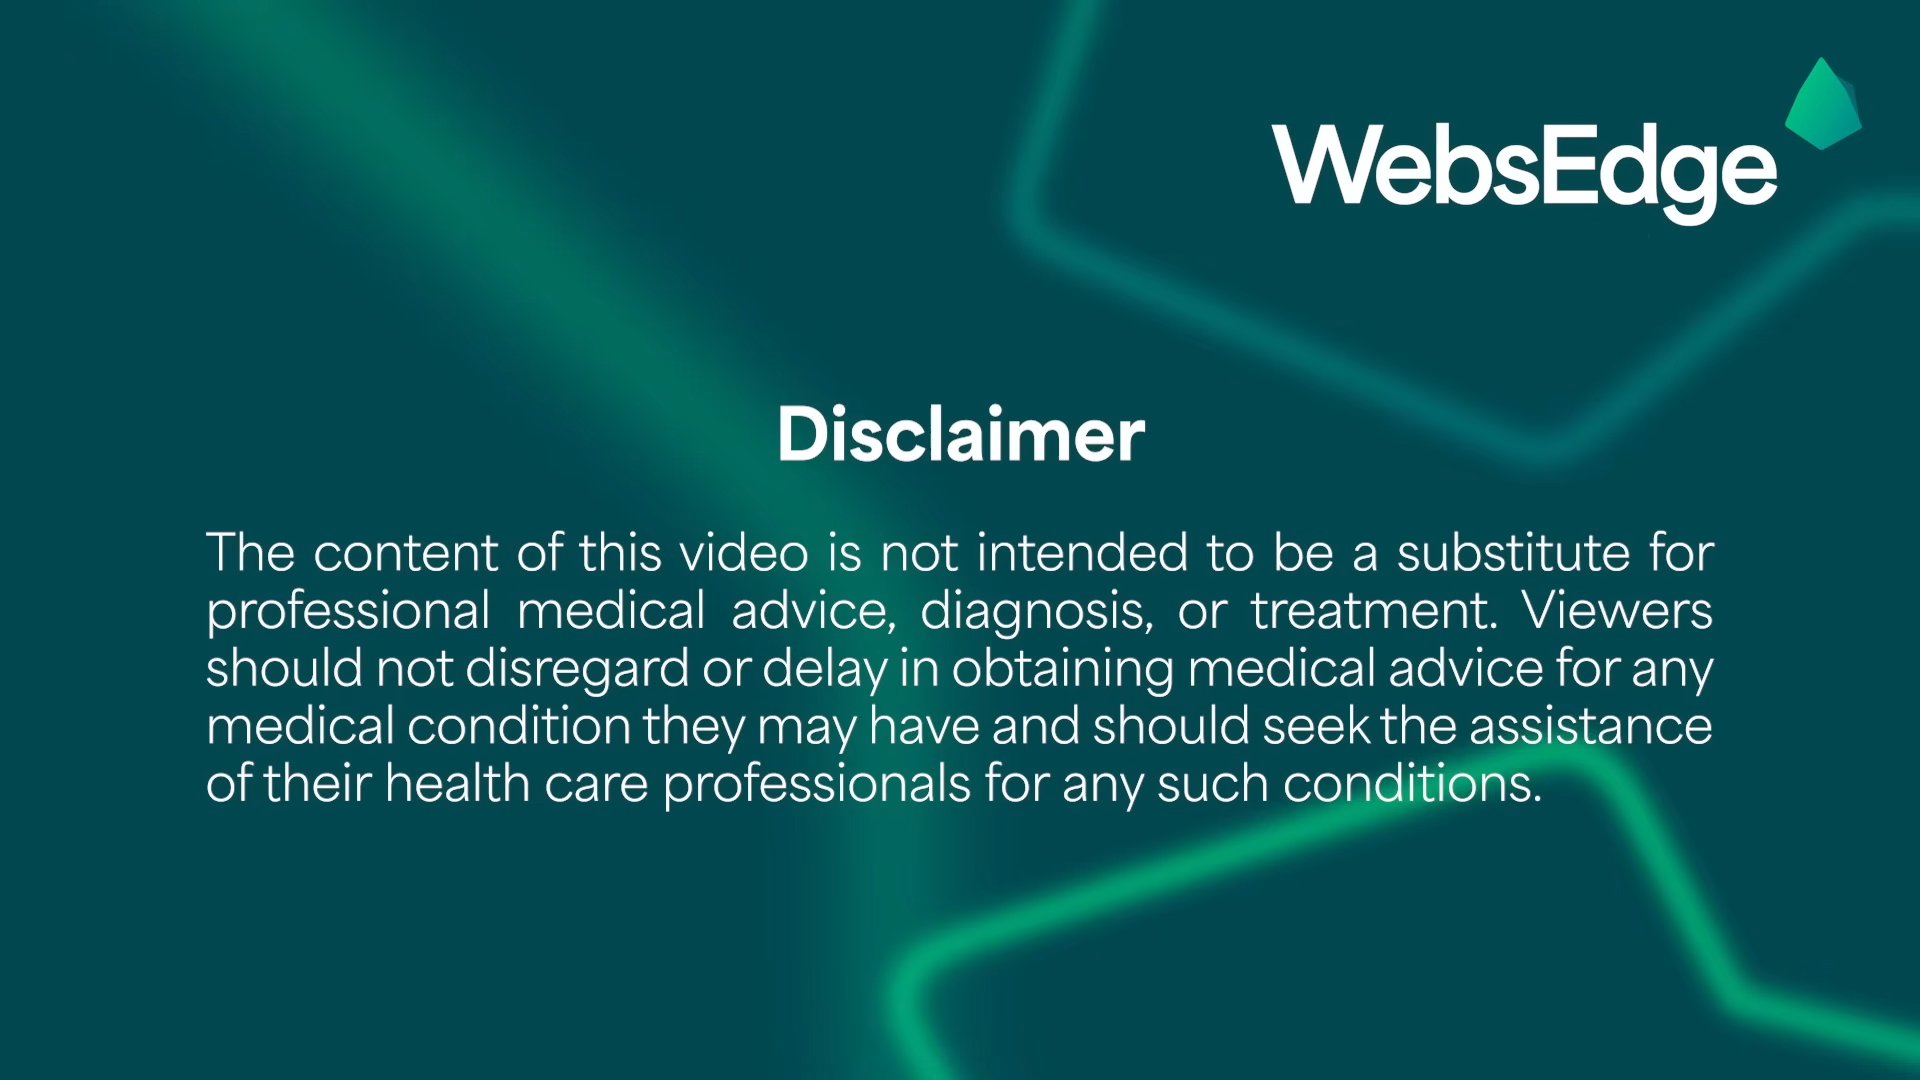 WebsEdge
Disclaimer
The content of this video is not intended to be a substitute for
professional medical advice, diagnosis, or treatment. Viewers
should not disregard or delay in obtaining medical advice for any
medical condition they may have and should seek the assistance
of their health care professionals for any such conditions.